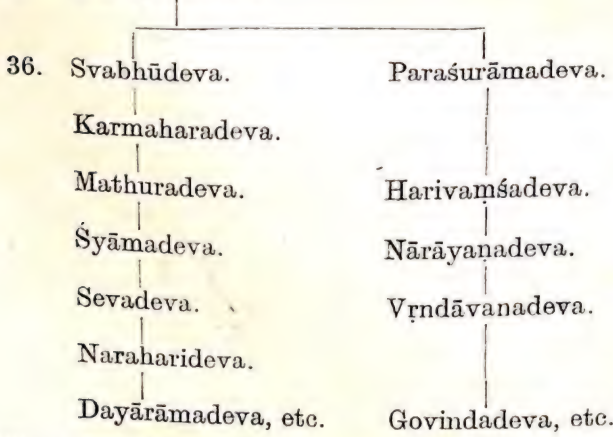 36. Svabhūdeva. Paraśurāmadeva.
Karmaharadeva.
Mathuradeva. Harivaṃśadeva.
Śyāmadeva. Nārāyaṇadeva.
Sevadeva. Vṛndāvanadeva.
Naraharideva.
Dayārāmadeva, etc. Govindadeva, etc.